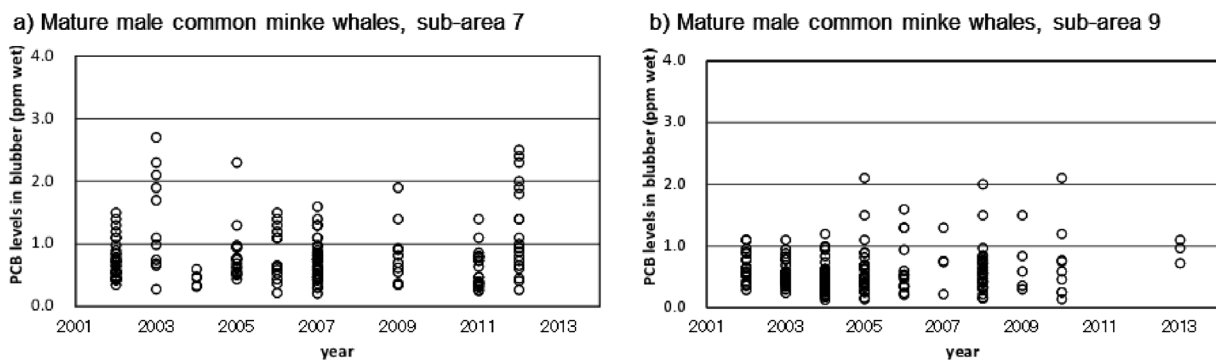 a) Mature male common minke whales, sub-area 7
PCB levels in blubber (ppm wet)
4.0
3.0
2.0
1.0
0.0
2001 2003 2005 2007 2009 2011 2013
year
b) Mature male common minke whales, sub-area 9
PCB levels in blubber (ppm wet)
4.0
3.0
2.0
1.0
0.0
2001 2003 2005 2007 2009 2011 2013
year